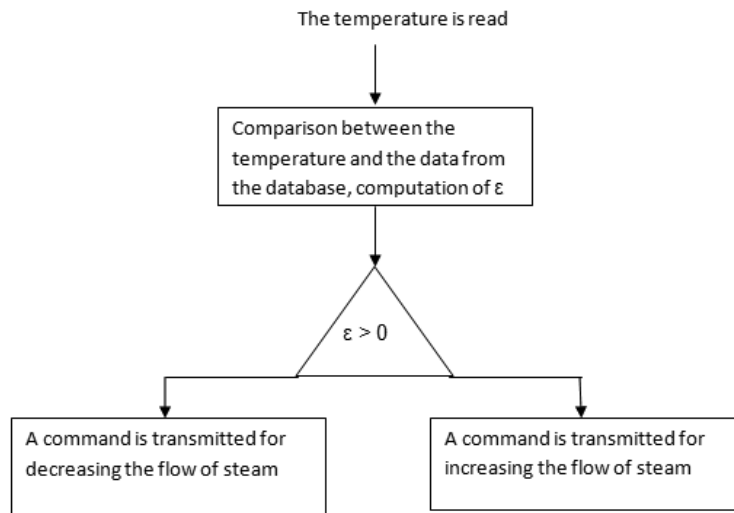 The temperature is read
Comparison between the
temperature and the data from
the database, computation of ε
ε > 0
A command is transmitted for
decreasing the flow of steam
A command is transmitted for
increasing the flow of steam